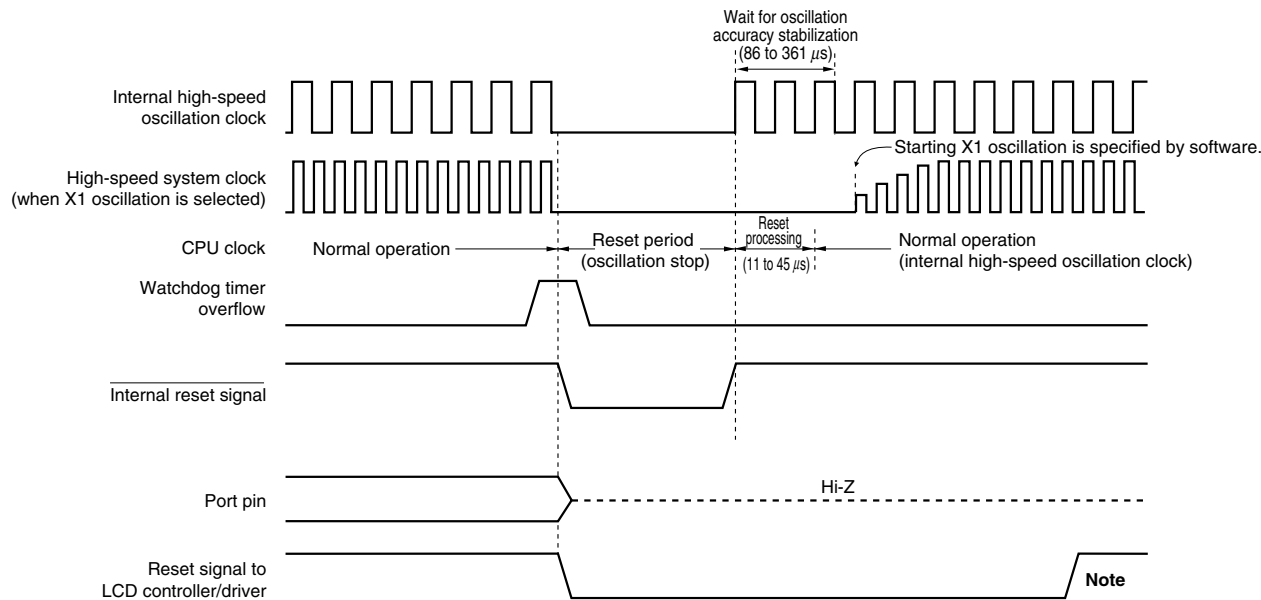 Wait for oscillation
accuracy stabilization
(86 to 361 μs)
Internal high-speed
oscillation clock
Starting X1 oscillation is specified by software.
High-speed system clock
(when X1 oscillation is selected)
CPU clock
Normal operation
Reset period
(oscillation stop)
Reset
processing
(11 to 45 μs)
Normal operation
(internal high-speed oscillation clock)
Watchdog timer
overflow
Internal reset signal
Port pin
Hi-Z
Reset signal to
LCD controller/driver
Note